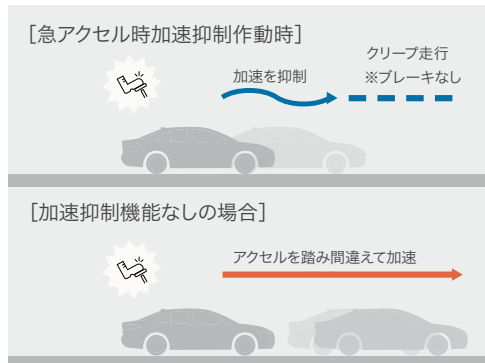 [急アクセル時加速抑制作動時]
クリープ走行
加速を抑制
※ブレーキなし
[加速抑制機能なしの場合]
アクセルを踏み間違えて加速